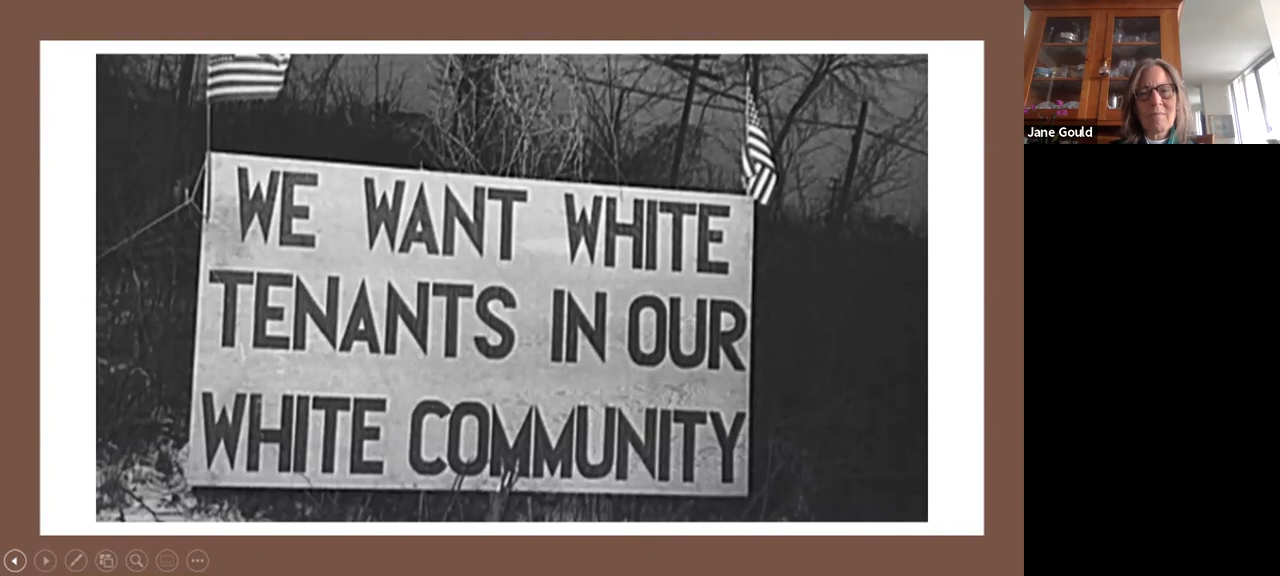 WE WANT WHITE
TENANTS IN OUR
WHITE COMMUNITY
Jane Gould